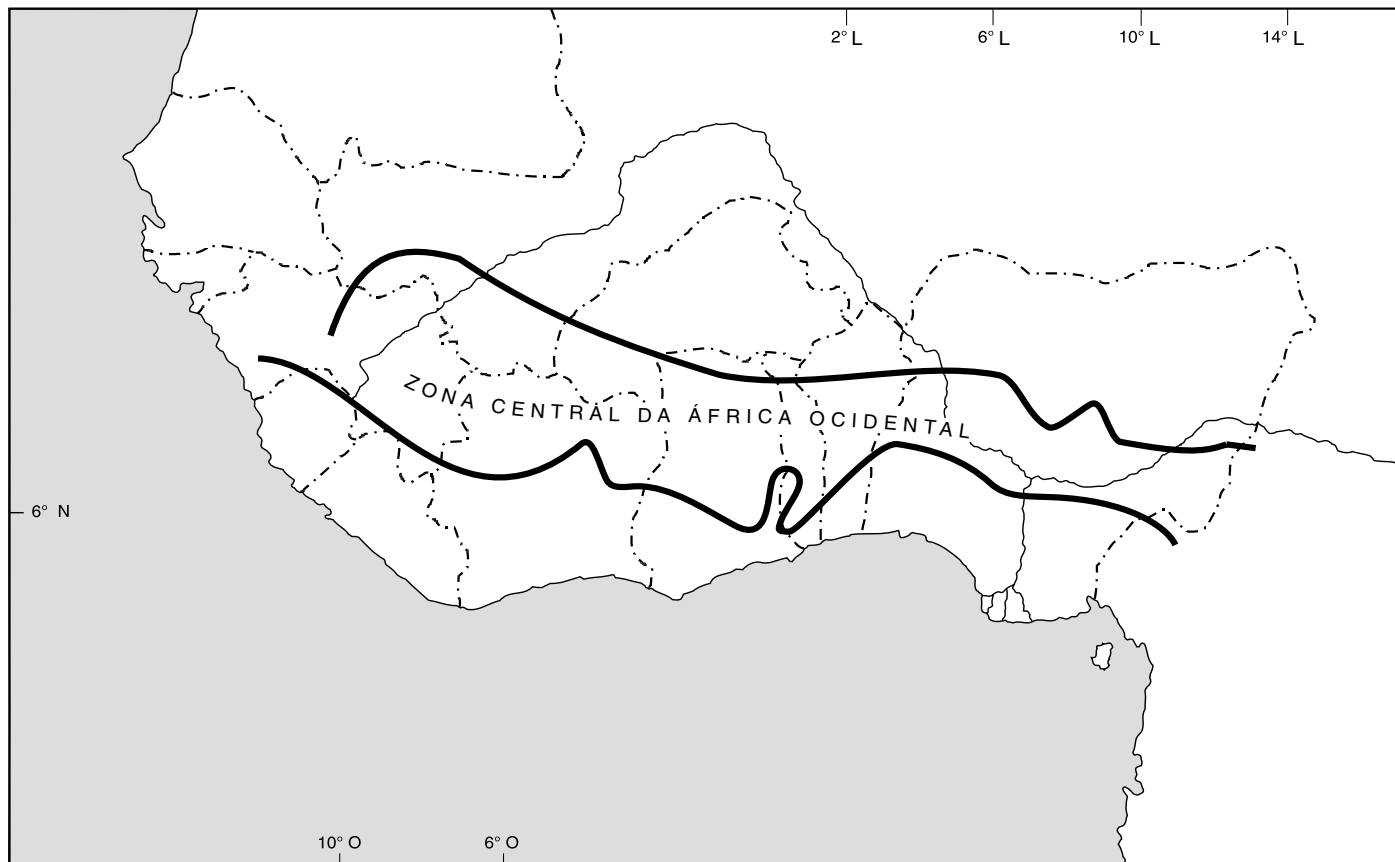 2° L 6° L 10° L 14° L
ZONA CENTRAL DA ÁFRICA OCIDENTAL
6° N
10° O 6° O